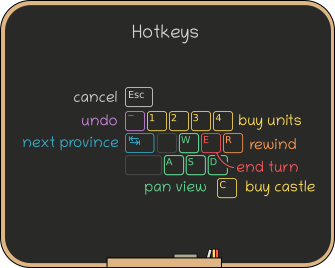 Hotkeys
cancel Esc
undo ~ 1 2 3 4 buy units
next province ↹ W E R rewind
A S D end turn
pan view C buy castle